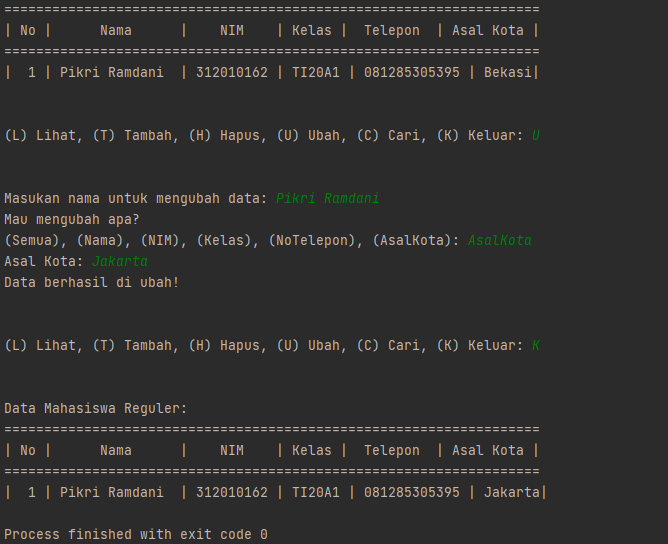 ===================================================================
| No |      Nama      |    NIM    | Kelas |  Telepon  | Asal Kota |
===================================================================
|  1 | Pikri Ramdani  | 312010162 | TI20A1 | 081285305395 | Bekasi|
(L) Lihat, (T) Tambah, (H) Hapus, (U) Ubah, (C) Cari, (K) Keluar: U
Masukan nama untuk mengubah data: Pikri Ramdani
Mau mengubah apa?
(Semua), (Nama), (NIM), (Kelas), (NoTelepon), (AsalKota): AsalKota
Asal Kota: Jakarta
Data berhasil di ubah!
(L) Lihat, (T) Tambah, (H) Hapus, (U) Ubah, (C) Cari, (K) Keluar: K
Data Mahasiswa Reguler:
===================================================================
| No |      Nama      |    NIM    | Kelas |  Telepon  | Asal Kota |
===================================================================
|  1 | Pikri Ramdani  | 312010162 | TI20A1 | 081285305395 | Jakarta|
Process finished with exit code 0